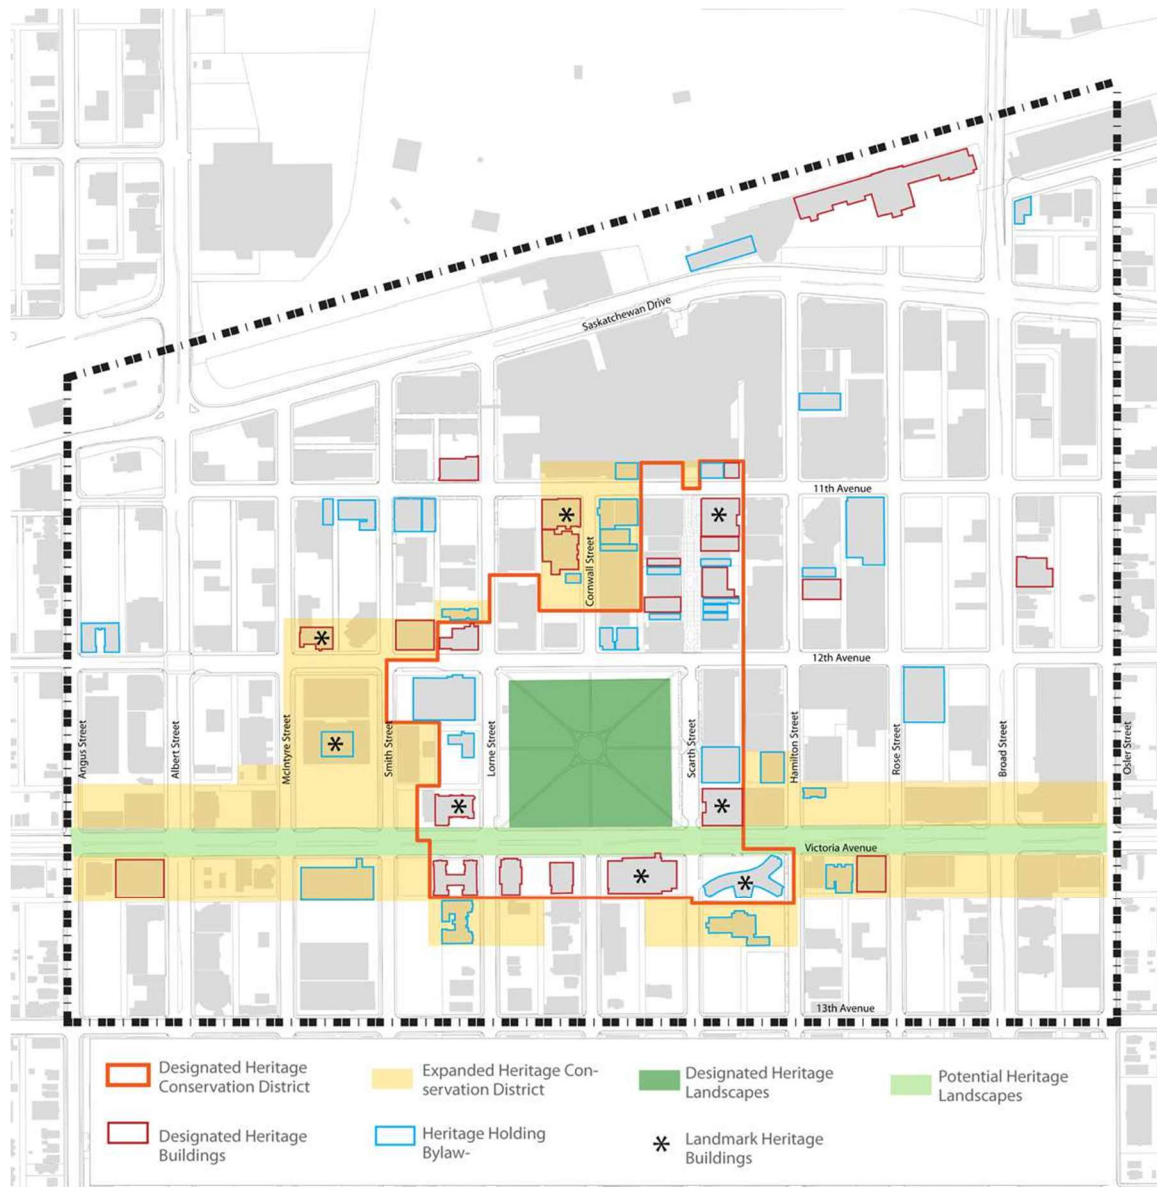 Saskatchewan Drive
11th Avenue
Cornwall Street
12th Avenue
Angus Street
Albert Street
McIntyre Street
Smith Street
Lorne Street
Scarth Street
Hamilton Street
Rose Street
Broad Street
Osler Street
Victoria Avenue
13th Avenue
Designated Heritage
Conservation District
Expanded Heritage Con-
servation District
Designated Heritage
Landscapes
Potential Heritage
Landscapes
Designated Heritage
Buildings
Heritage Holding
Bylaw-
Landmark Heritage
Buildings